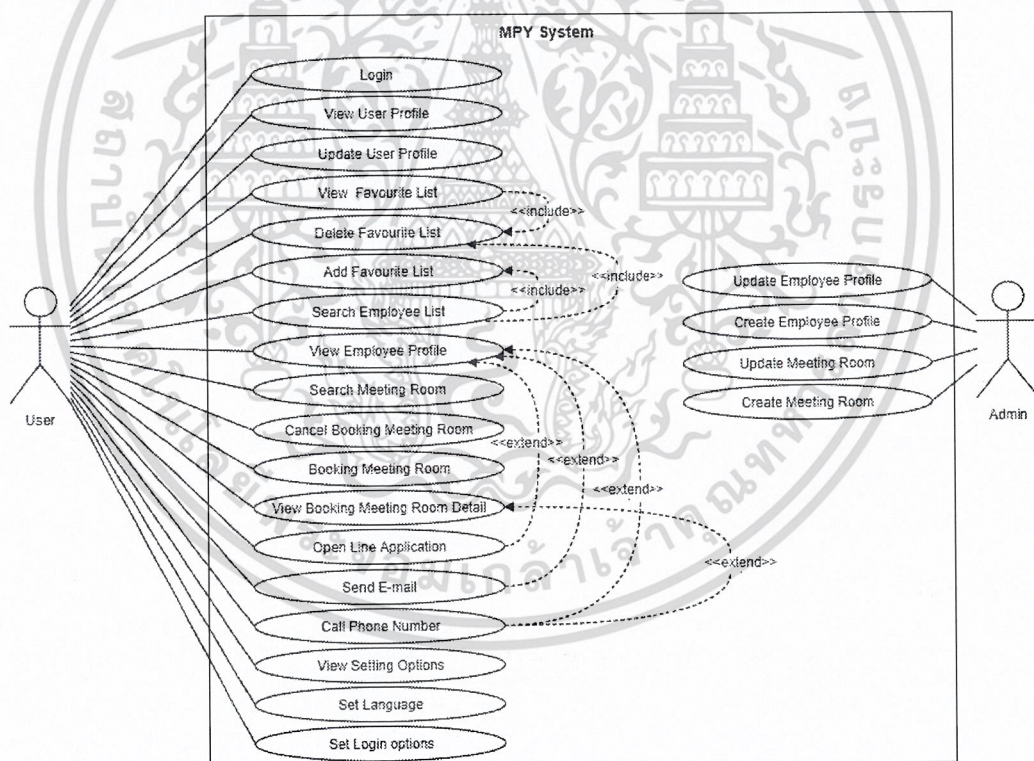 MPY System
Login
View User Profile
Update User Profile
View Favourite List
<<include>>
Delete Favourite List
Add Favourite List
<<include>>
<<include>>
Search Employee List
View Employee Profile
Search Meeting Room
Cancel Booking Meeting Room
<<extend>>
Booking Meeting Room
<<extend>>
<<extend>>
View Booking Meeting Room Detail
Open Line Application
<<extend>>
Send E-mail
Call Phone Number
View Setting Options
Set Language
Set Login options
User
Update Employee Profile
Create Employee Profile
Update Meeting Room
Create Meeting Room
Admin